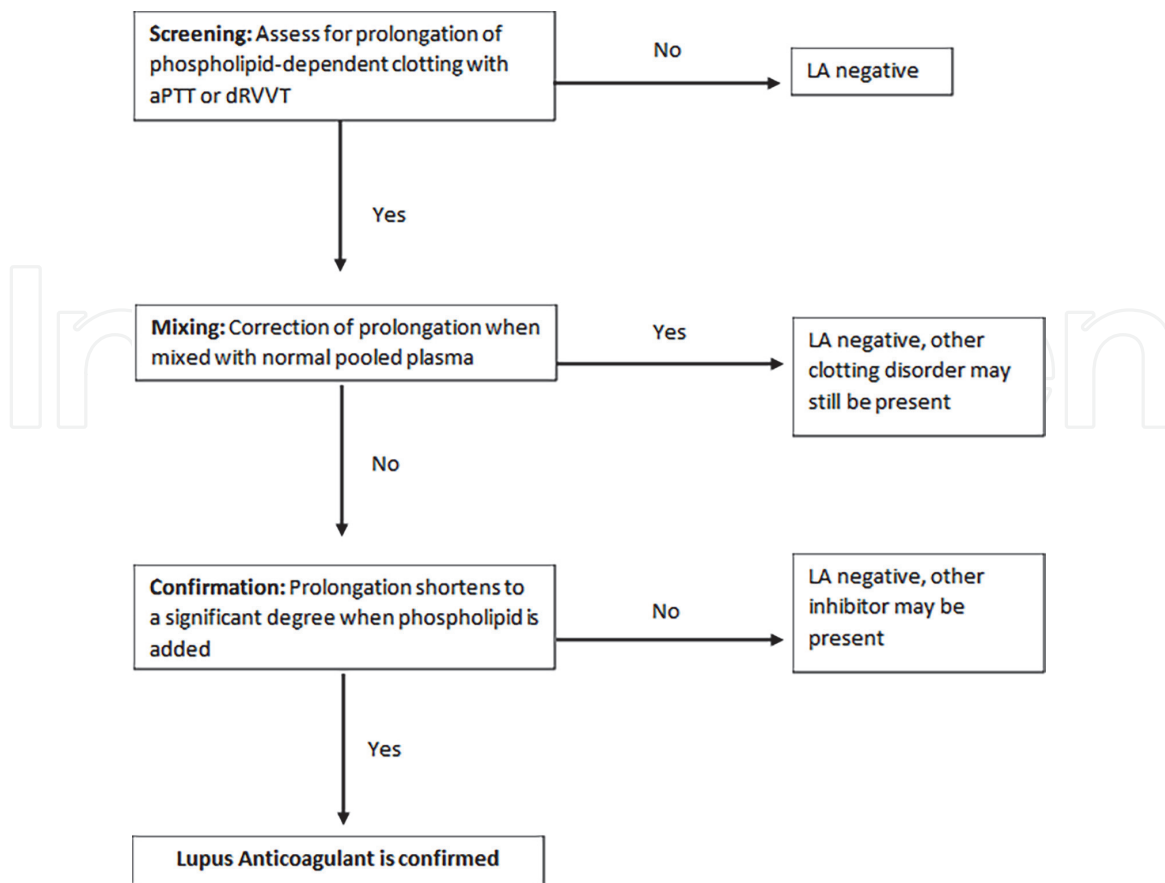 Screening: Assess for prolongation of
phospholipid-dependent clotting with
aPTT or dRVVT
No
LA negative
Yes
Mixing: Correction of prolongation when
mixed with normal pooled plasma
Yes
LA negative, other
clotting disorder may
still be present
No
Confirmation: Prolongation shortens to
a significant degree when phospholipid is
added
No
LA negative, other
inhibitor may be
present
Yes
Lupus Anticoagulant is confirmed